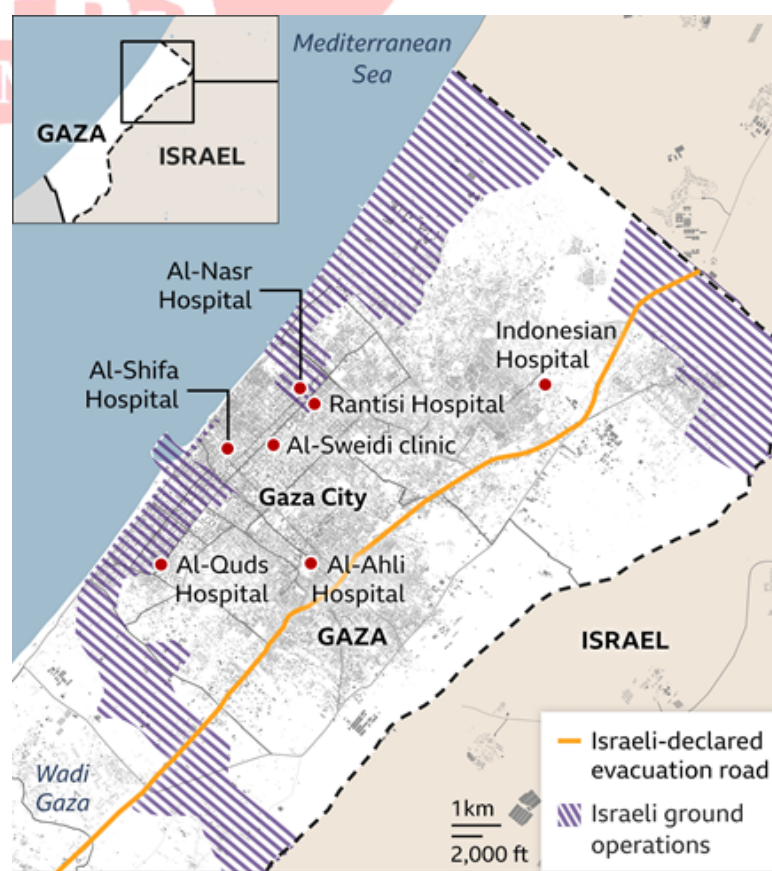 Mediterranean
Sea
GAZA
ISRAEL
Al-Nasr
Hospital
Indonesian
Hospital
Al-Shifa
Hospital
Rantisi Hospital
Al-Sweidi clinic
Gaza City
Al-Quds
Hospital
Al-Ahli
Hospital
GAZA
ISRAEL
Wadi
Gaza
1km
2,000 ft
Israeli-declared
evacuation road
Israeli ground
operations